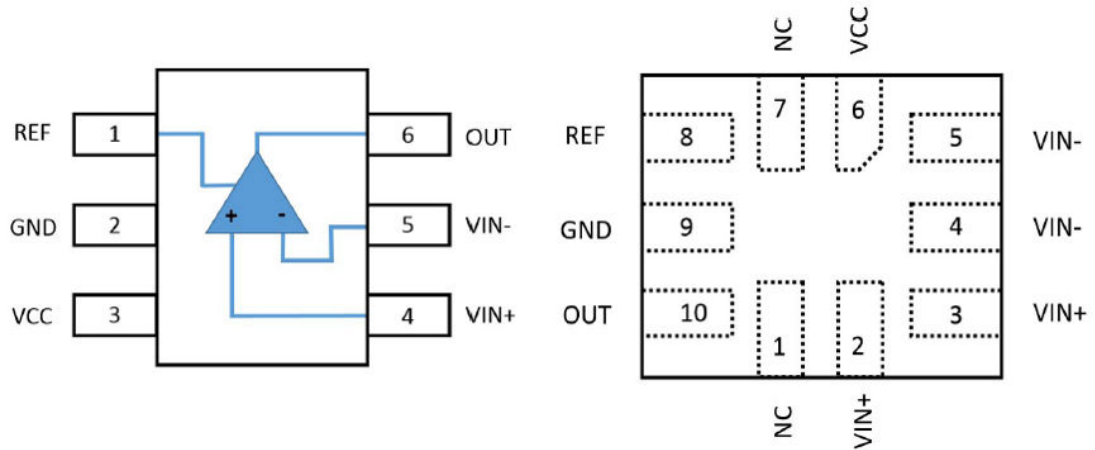 REF 1 6 OUT
GND 2 + - 5 VIN-
VCC 3 4 VIN+
NC VCC
7 6
REF 8 5 VIN-
GND 9 4 VIN-
OUT 10 3 VIN+
1 2
NC VIN+